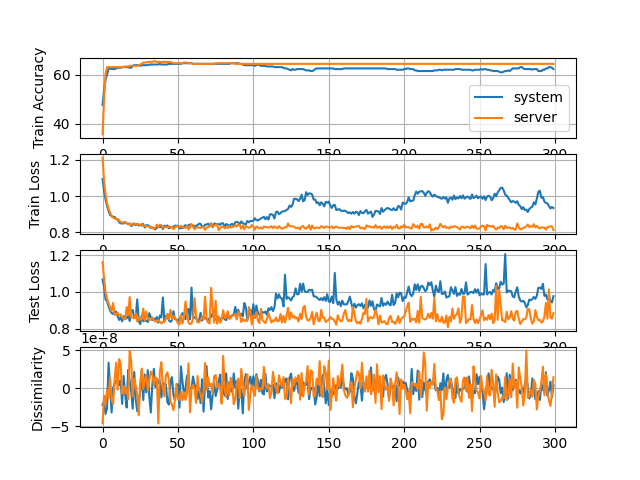 Train Accuracy
60
40
system
server
0 50 100 150 200 250 300
Train Loss
1.2
1.0
0.8
0 50 100 150 200 250 300
Test Loss
1.2
1.0
0.8
0 50 100 150 200 250 300
1e−8
Dissimilarity
5
0
−5
0 50 100 150 200 250 300